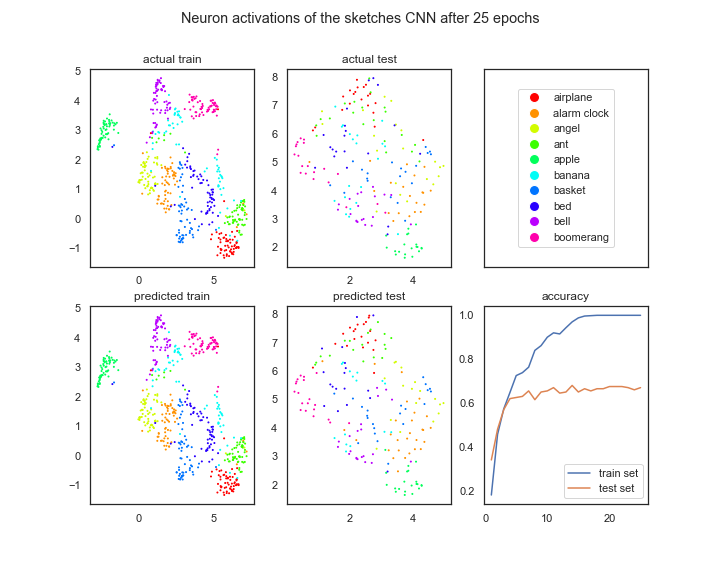 Neuron activations of the sketches CNN after 25 epochs
actual train
5
4
3
2
1
0
−1
0 5
actual test
8
7
6
5
4
3
2
2 4
airplane
alarm clock
angel
ant
apple
banana
basket
bed
bell
boomerang
predicted train
5
4
3
2
1
0
−1
0 5
predicted test
8
7
6
5
4
3
2
2 4
accuracy
1.0
0.8
0.6
0.4
0.2
train set
test set
0 10 20